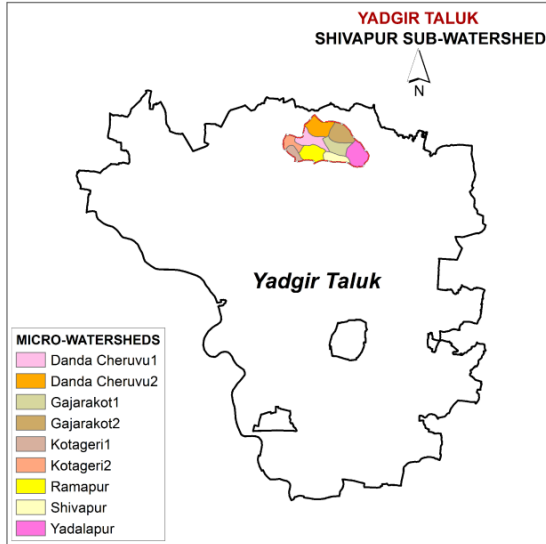 YADGIR TALUK
SHIVAPUR SUB-WATERSHED
N
Yadgir Taluk
MICRO-WATERSHEDS
Danda Cheruvu1
Danda Cheruvu2
Gajarakot1
Gajarakot2
Kotageri1
Kotageri2
Ramapur
Shivapur
Yadalapur